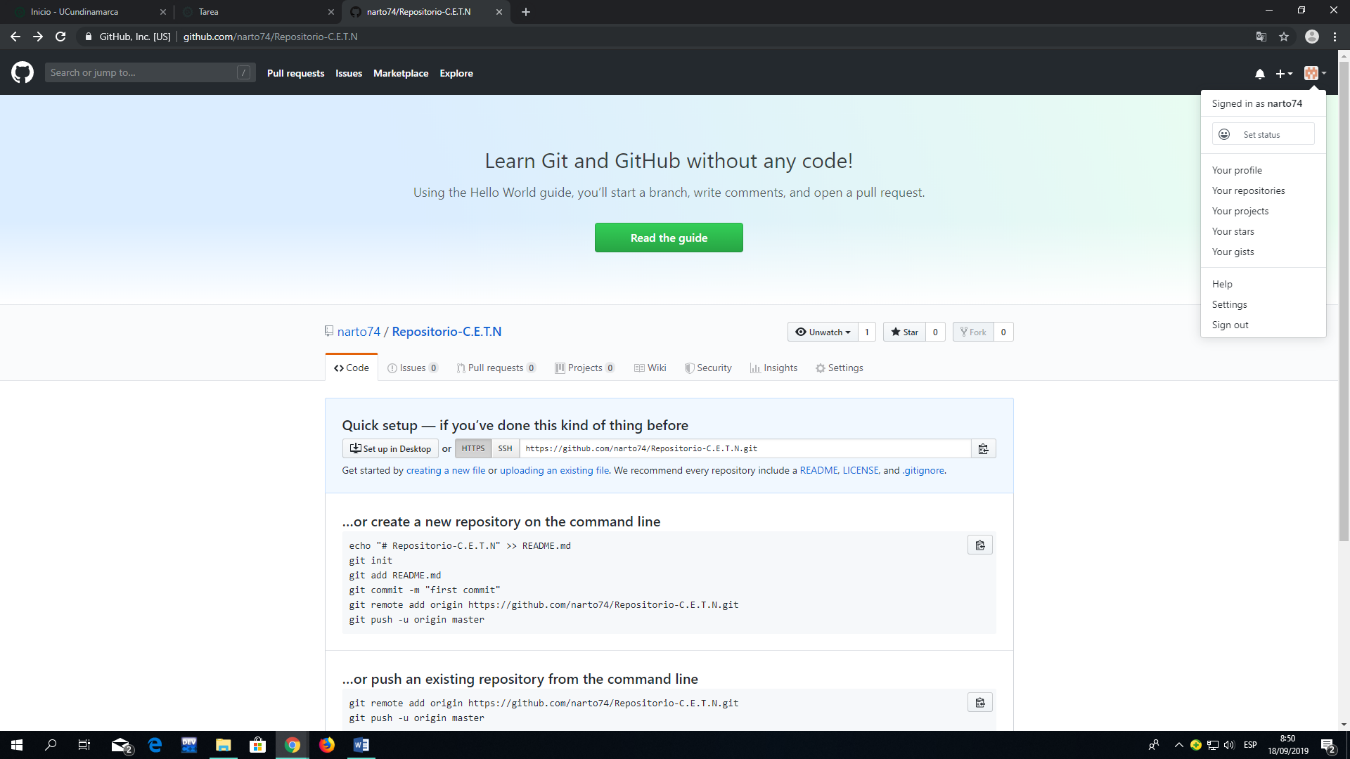 Inicio - UCundinamarca
Tarea
narto74/Repositorio-C.E.T.N
GitHub, Inc. [US] | github.com/narto74/Repositorio-C.E.T.N
Search or jump to... /
Pull requests Issues Marketplace Explore
Signed in as narto74
Set status
Your profile
Your repositories
Your projects
Your stars
Your gists
Help
Settings
Sign out
Learn Git and GitHub without any code!
Using the Hello World guide, you'll start a branch, write comments, and open a pull request.
Read the guide
narto74 / Repositorio-C.E.T.N
Unwatch 1 Star 0 Fork 0
Code Issues 0 Pull requests 0 Projects 0 Wiki Security Insights Settings
Quick setup — if you've done this kind of thing before
Set up in Desktop or HTTPS SSH https://github.com/narto74/Repositorio-C.E.T.N.git
Get started by creating a new file or uploading an existing file. We recommend every repository include a README, LICENSE, and .gitignore.
...or create a new repository on the command line
echo "# Repositorio-C.E.T.N" >> README.md
git init
git add README.md
git commit -m "first commit"
git remote add origin https://github.com/narto74/Repositorio-C.E.T.N.git
git push -u origin master
...or push an existing repository from the command line
git remote add origin https://github.com/narto74/Repositorio-C.E.T.N.git
git push -u origin master
2
DEV
ESP
8:50
18/09/2019
2